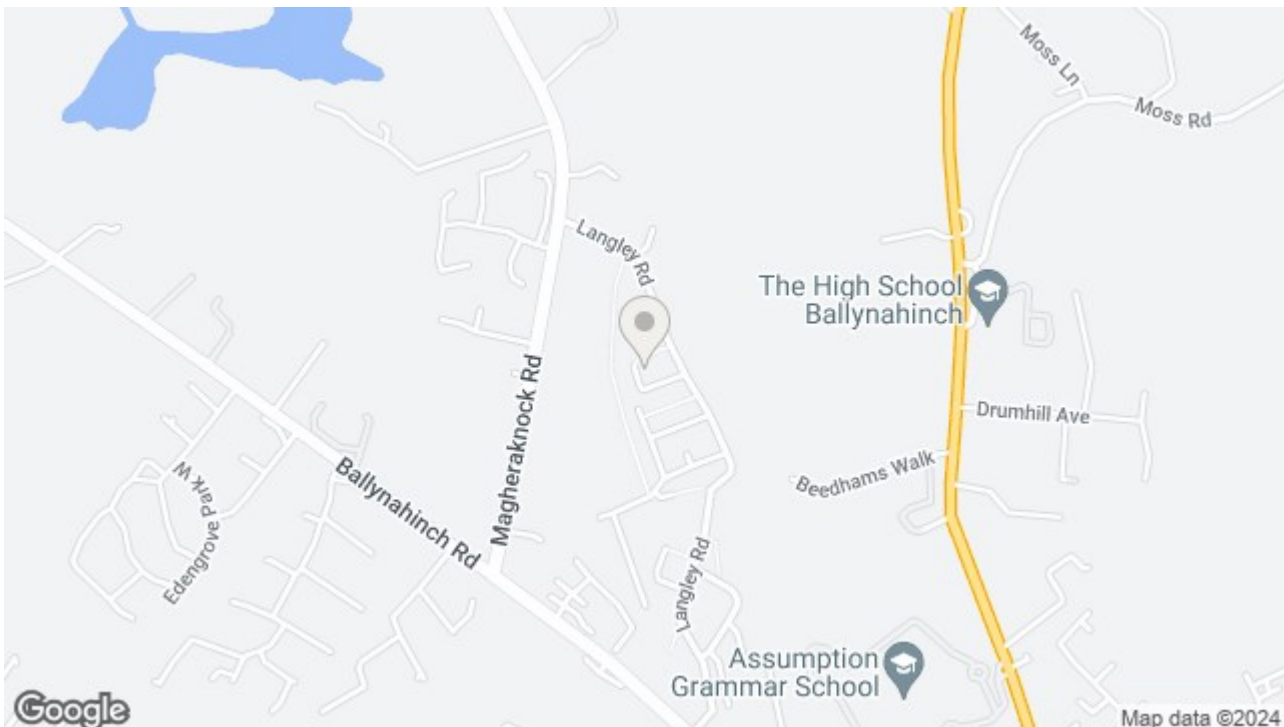 Moss Ln
Moss Rd
Langley Rd
The High School
Ballynahinch
Magheraknock Rd
Drumhill Ave
Beedhams Walk
Edengrove Park W
Ballynahinch Rd
Langley Rd
Assumption
Grammar School
Google
Map data ©2024